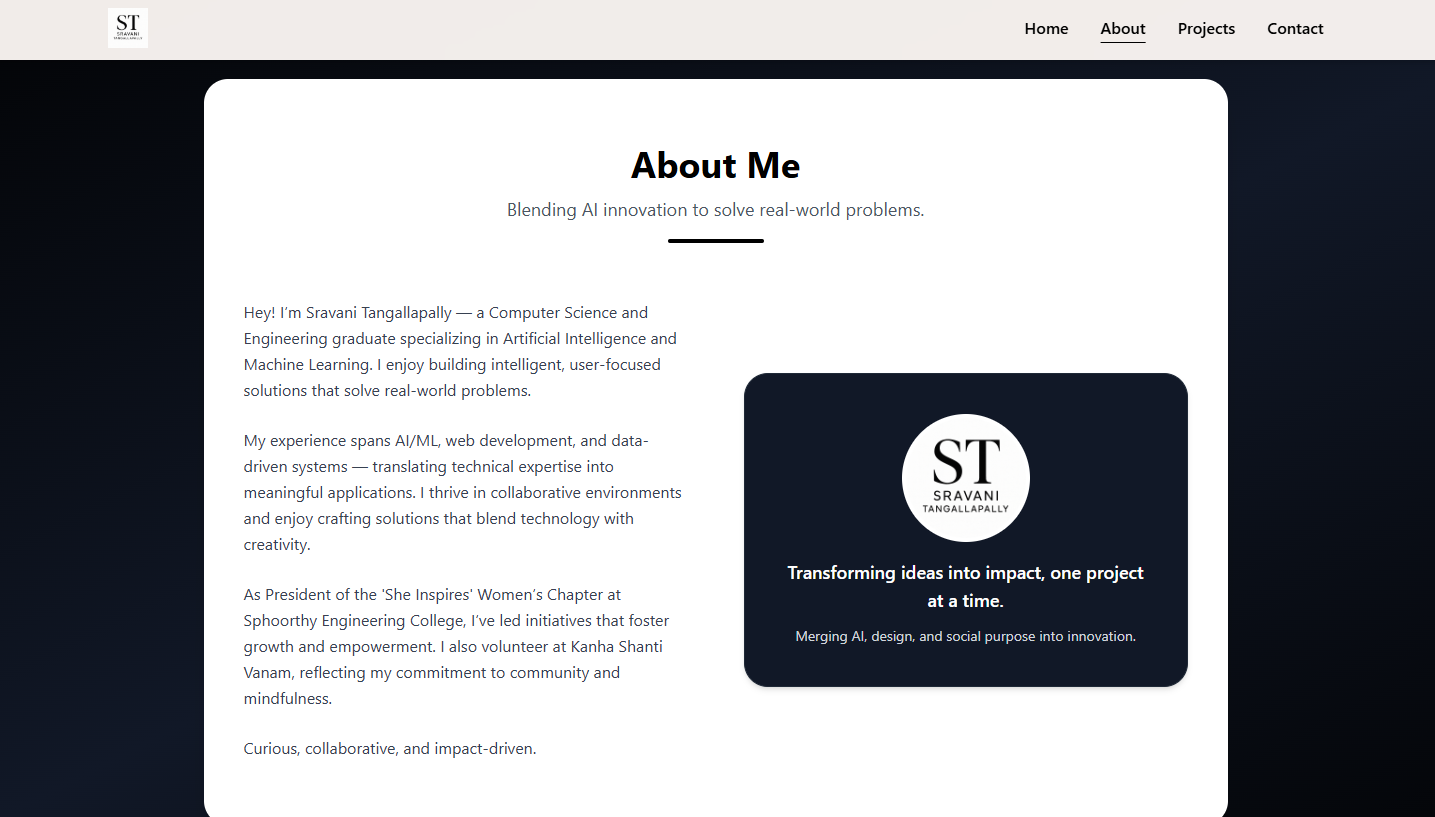 ST
SRAVANI
TANGALLAPALLY
Home
About
Projects
Contact
About Me
Blending AI innovation to solve real-world problems.
Hey! I’m Sravani Tangallapally — a Computer Science and
Engineering graduate specializing in Artificial Intelligence and
Machine Learning. I enjoy building intelligent, user-focused
solutions that solve real-world problems.
My experience spans AI/ML, web development, and data-
driven systems — translating technical expertise into
meaningful applications. I thrive in collaborative environments
and enjoy crafting solutions that blend technology with
creativity.
As President of the 'She Inspires' Women’s Chapter at
Sphoorthy Engineering College, I’ve led initiatives that foster
growth and empowerment. I also volunteer at Kanha Shanti
Vanam, reflecting my commitment to community and
mindfulness.
Curious, collaborative, and impact-driven.
ST
SRAVANI
TANGALLAPALLY
Transforming ideas into impact, one project
at a time.
Merging AI, design, and social purpose into innovation.